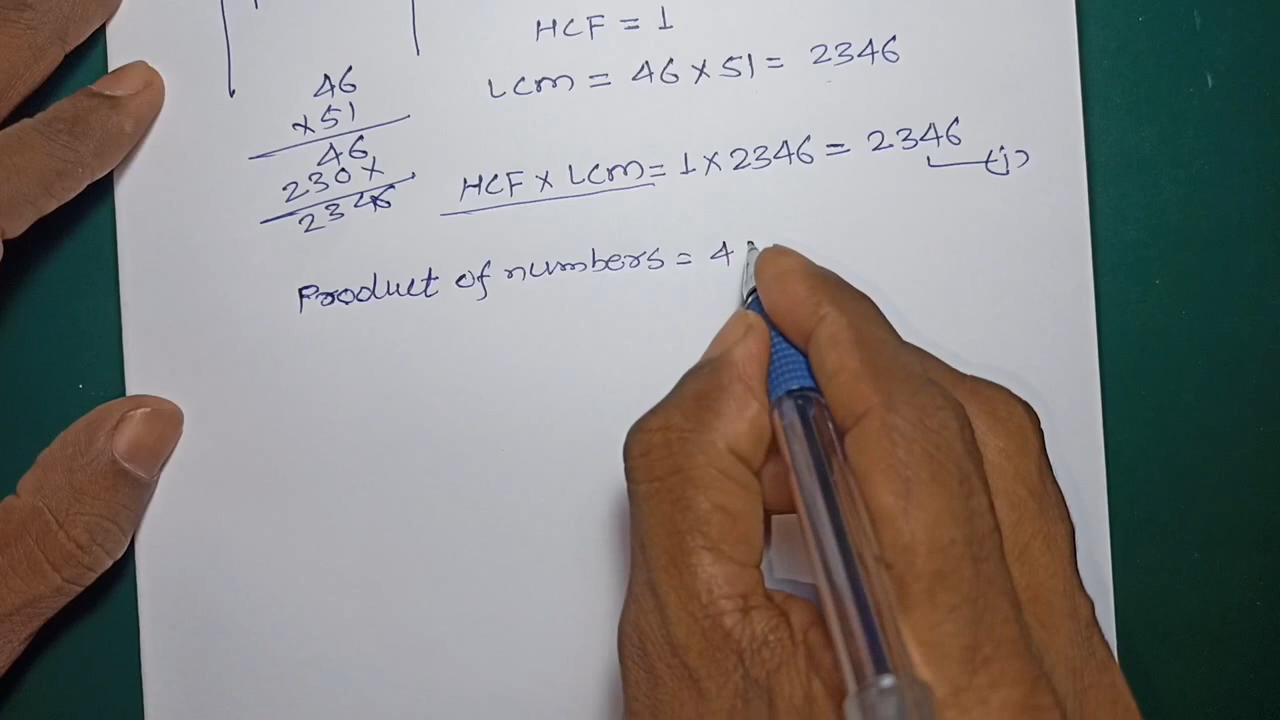 HCF = 1
LCM = 46 × 51 = 2346
46
×51
46
230×
2346
HCF × LCM = 1 × 2346 = 2346 (i)
Product of numbers = 4